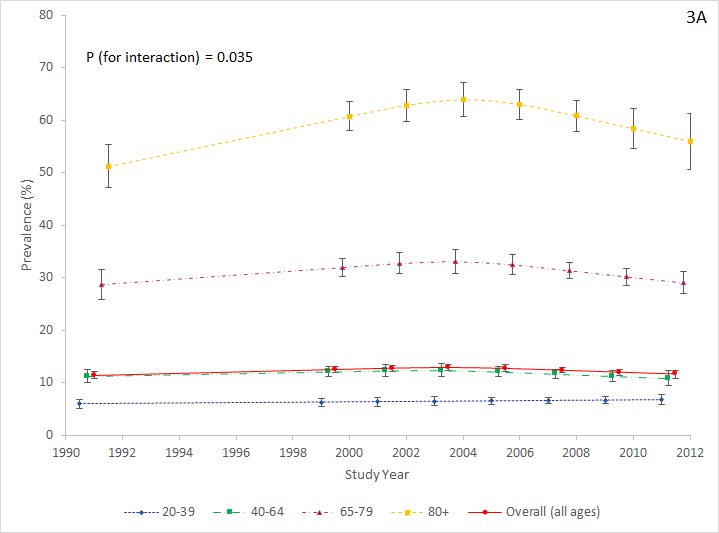 3A
P (for interaction) = 0.035
Prevalence (%)
80
70
60
50
40
30
20
10
0
1990 1992 1994 1996 1998 2000 2002 2004 2006 2008 2010 2012
Study Year
20-39 40-64 65-79 80+ Overall (all ages)